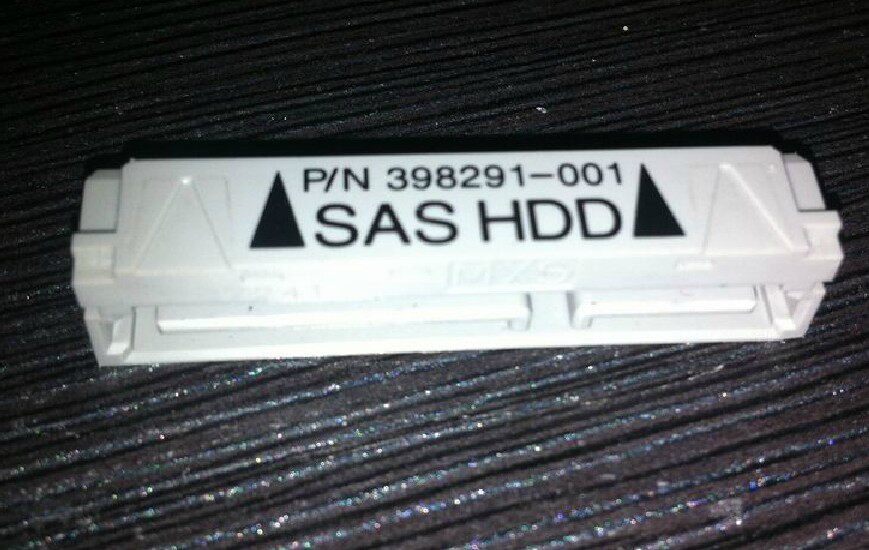 P/N 398291-001
SAS HDD